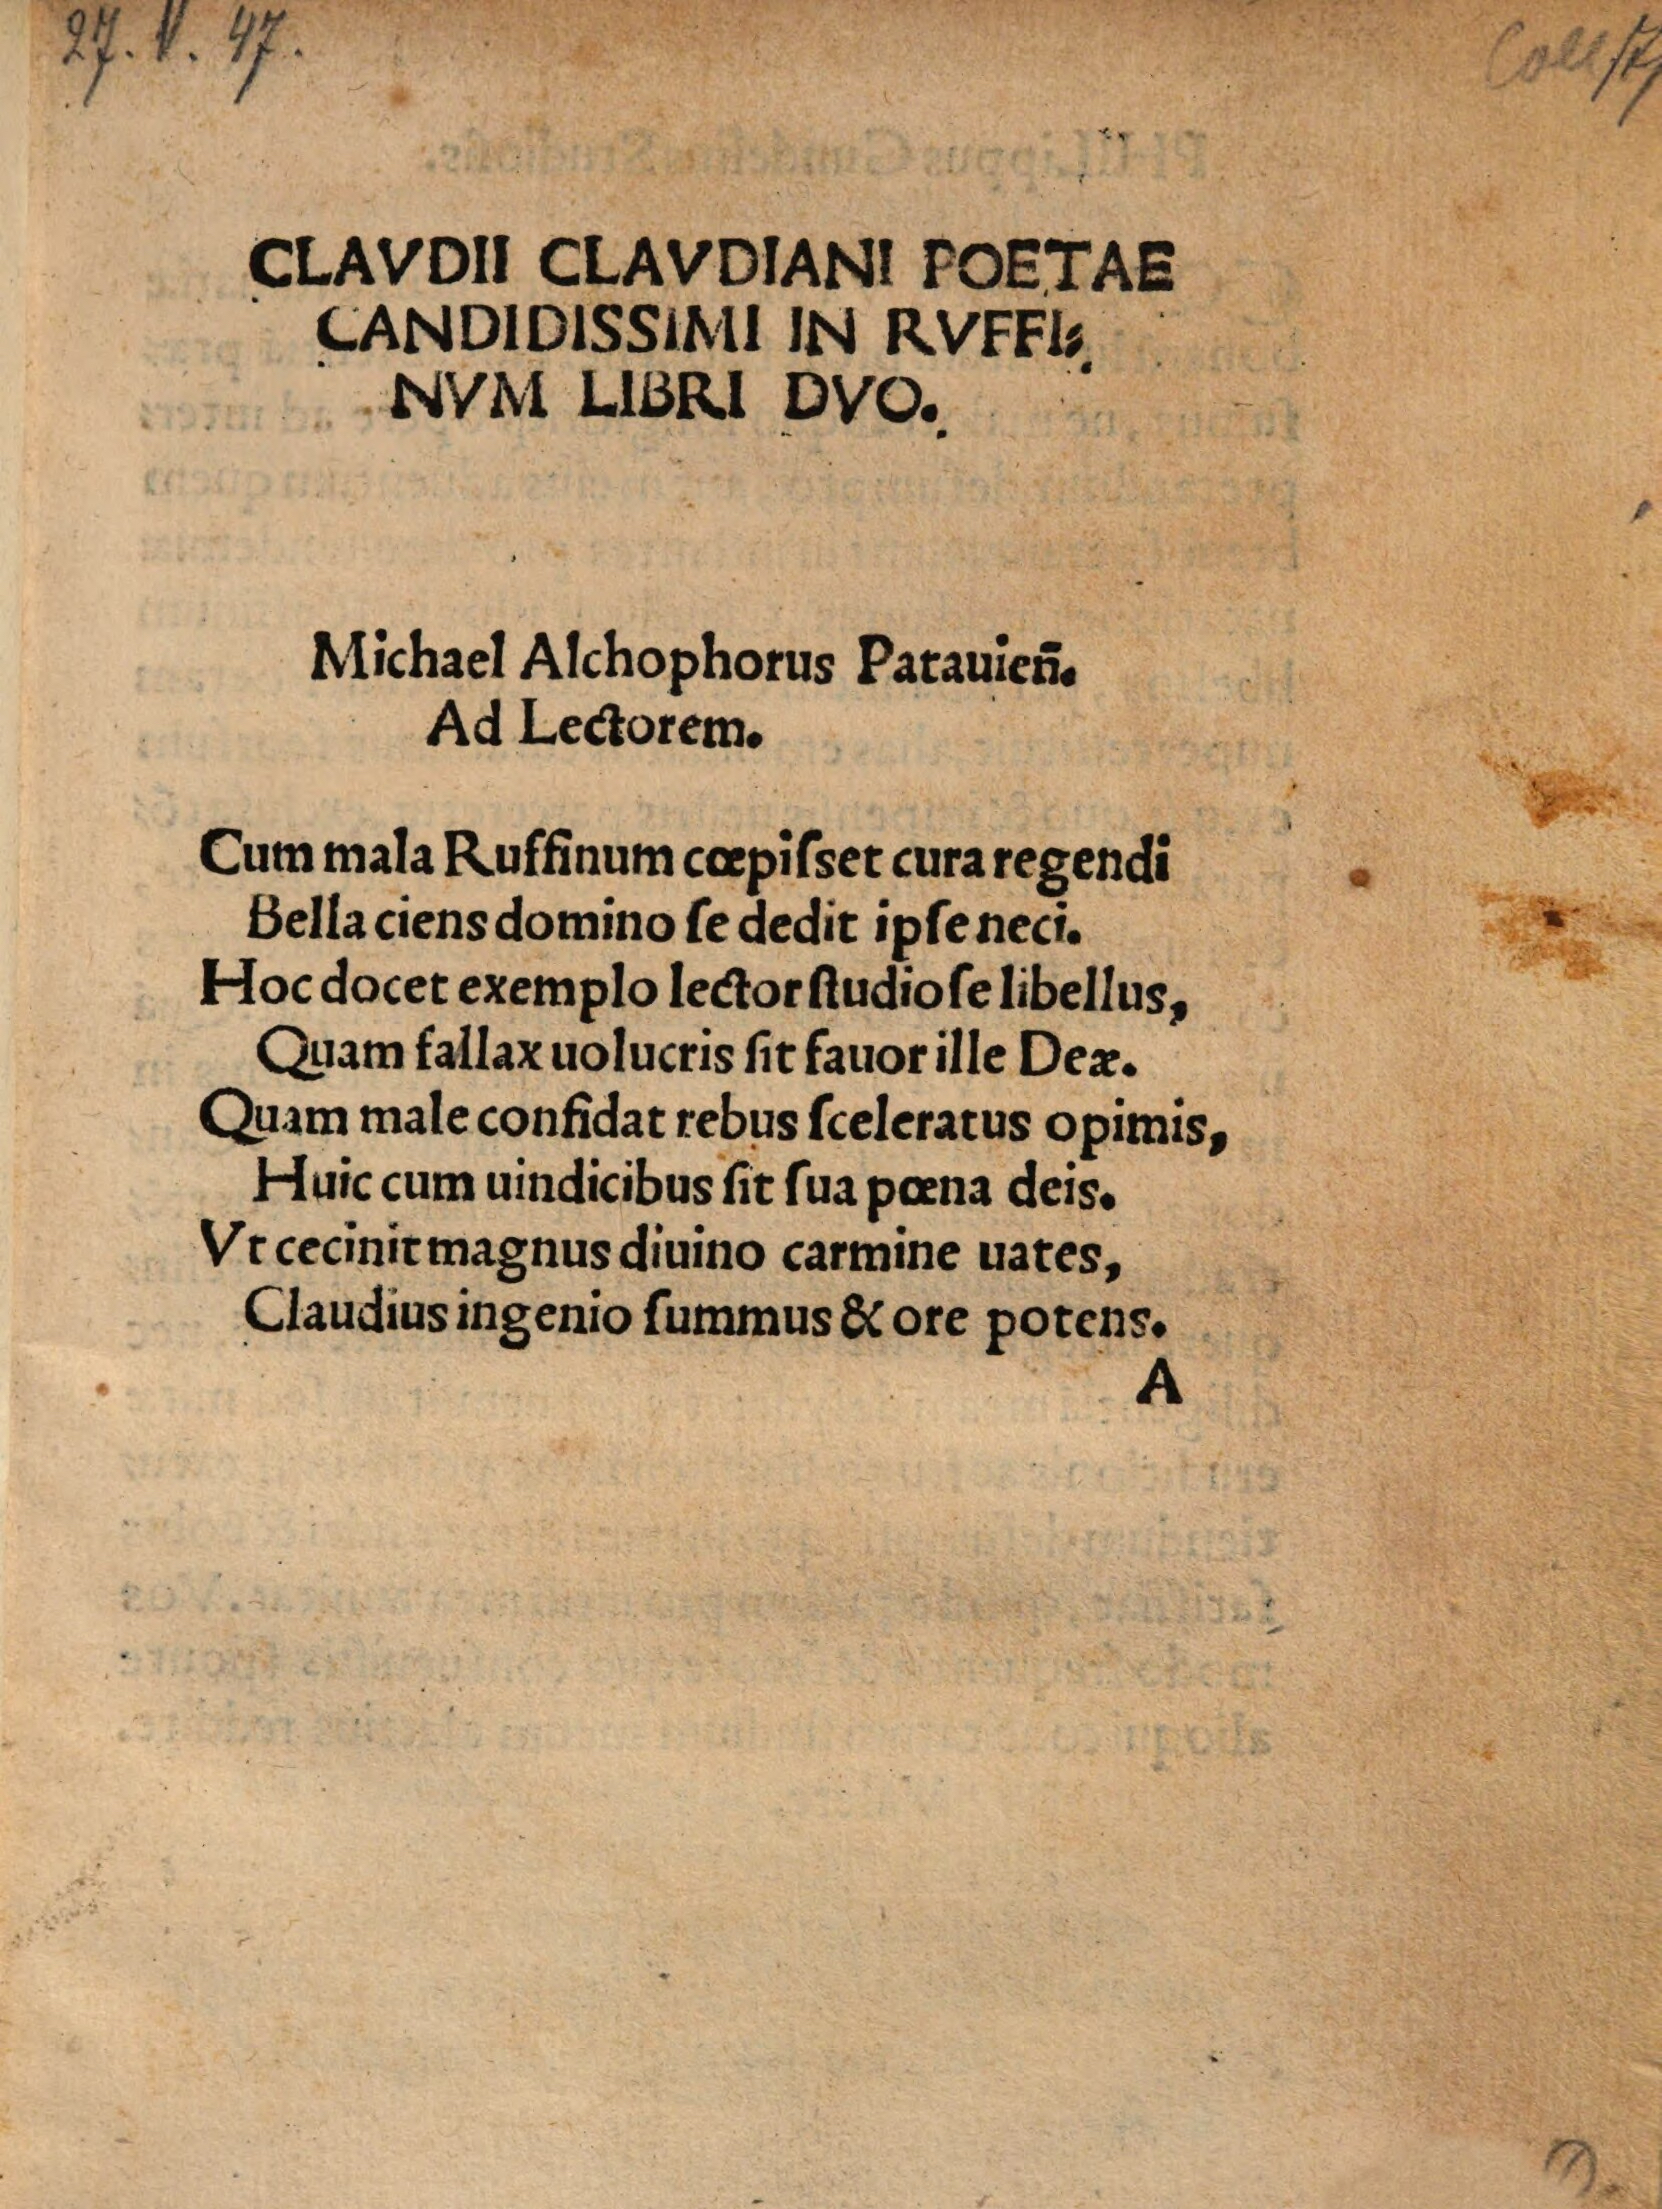 27. V. 47.
CLAVDII CLAVDIANI POETAE
CANDIDISSIMI IN RVFFI⸗
NVM LIBRI DVO.
Michael Alchophorus Patauien̄.
Ad Lectorem.
Cum mala Ruffinum cœpiſset cura regendi
Bella ciens domino ſe dedit ipſe neci.
Hoc docet exemplo lector ſtudioſe libellus,
Quam fallax uolucris ſit fauor ille Deæ.
Quam male confidat rebus ſceleratus opimis,
Huic cum uindicibus ſit ſua pœna deis.
Vt cecinit magnus diuino carmine uates,
Claudius ingenio ſummus & ore potens.
A